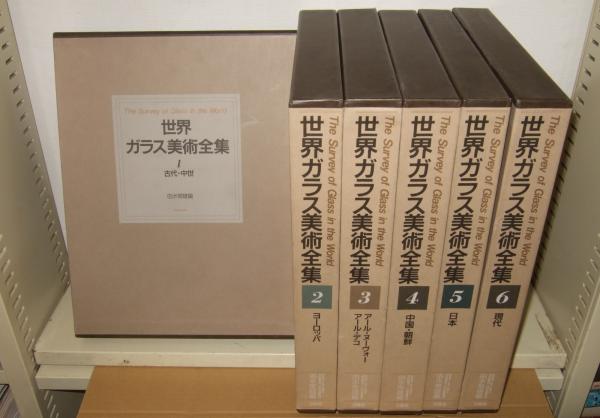 The Survey of Glass in the World
世界
ガラス美術全集
1
古代・中世
世界ガラス美術全集
The Survey of Glass in the World
2
ヨーロッパ
世界ガラス美術全集
The Survey of Glass in the World
3
アール・ヌーヴォー
アール・デコ
世界ガラス美術全集
The Survey of Glass in the World
4
中国・朝鮮
世界ガラス美術全集
The Survey of Glass in the World
5
日本
世界ガラス美術全集
The Survey of Glass in the World
6
現代